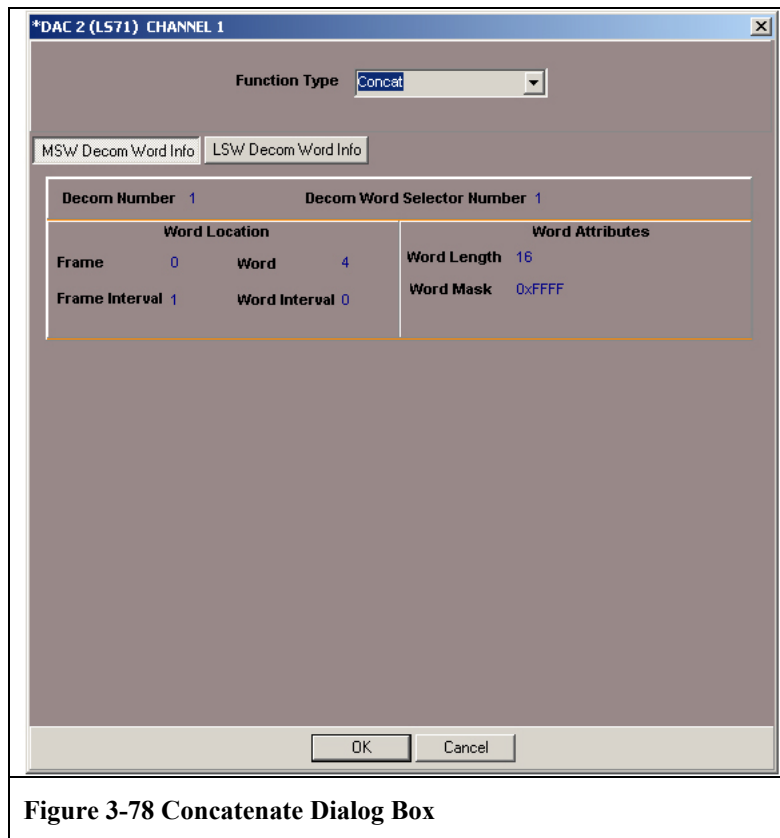 *DAC 2 (LS71) CHANNEL 1
Function Type Concat
MSW Decom Word Info LSW Decom Word Info
Decom Number 1 Decom Word Selector Number 1
Word Location Word Attributes
Frame 0 Word 4 Word Length 16
Frame Interval 1 Word Interval 0 Word Mask 0xFFFF
OK Cancel
Figure 3-78 Concatenate Dialog Box